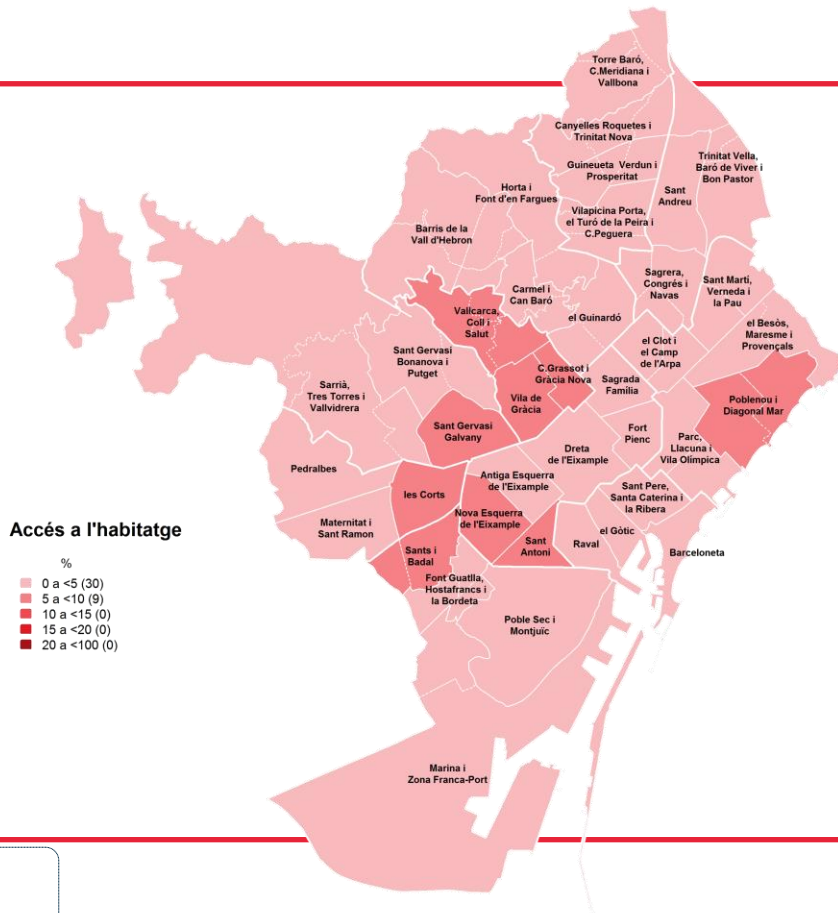 Torre Baró,
C.Meridiana i
Vallbona
Canyelles Roquetes i
Trinitat Nova
Guineueta Verdun i
Prosperitat
Trinitat Vella,
Baró de Viver i
Bon Pastor
Sant
Andreu
Horta i
Font d'en Fargues
Vilapicina Porta,
el Turó de la Peira i
C.Peguera
Barris de la
Vall d'Hebron
Carmel i
Can Baró
Sagrera,
Congrés i
Navas
Sant Martí,
Verneda i
la Pau
Vallcarca,
Coll i
Salut
el Guinardó
el Besòs,
Maresme i
Provençals
Sant Gervasi
Bonanova i
Putget
el Clot i
el Camp
de l'Arpa
C.Grassot i
Gràcia Nova
Sagrada
Família
Sarrià,
Tres Torres i
Vallvidrera
Vila de
Gràcia
Poblenou i
Diagonal Mar
Sant Gervasi
Galvany
Fort
Pienc
Parc,
Llacuna i
Vila Olímpica
Dreta
de l'Eixample
Pedralbes
Antiga Esquerra
de l'Eixample
Sant Pere,
Santa Caterina i
la Ribera
les Corts
Nova Esquerra
de l'Eixample
Maternitat i
Sant Ramon
el Gòtic
Sant
Antoni
Raval
Barceloneta
Sants i
Badal
Font Guatlla,
Hostafrancs i
la Bordeta
Poble Sec i
Montjuïc
Marina i
Zona Franca-Port
Accés a l'habitatge
%
0 a <5 (30)
5 a <10 (9)
10 a <15 (0)
15 a <20 (0)
20 a <100 (0)